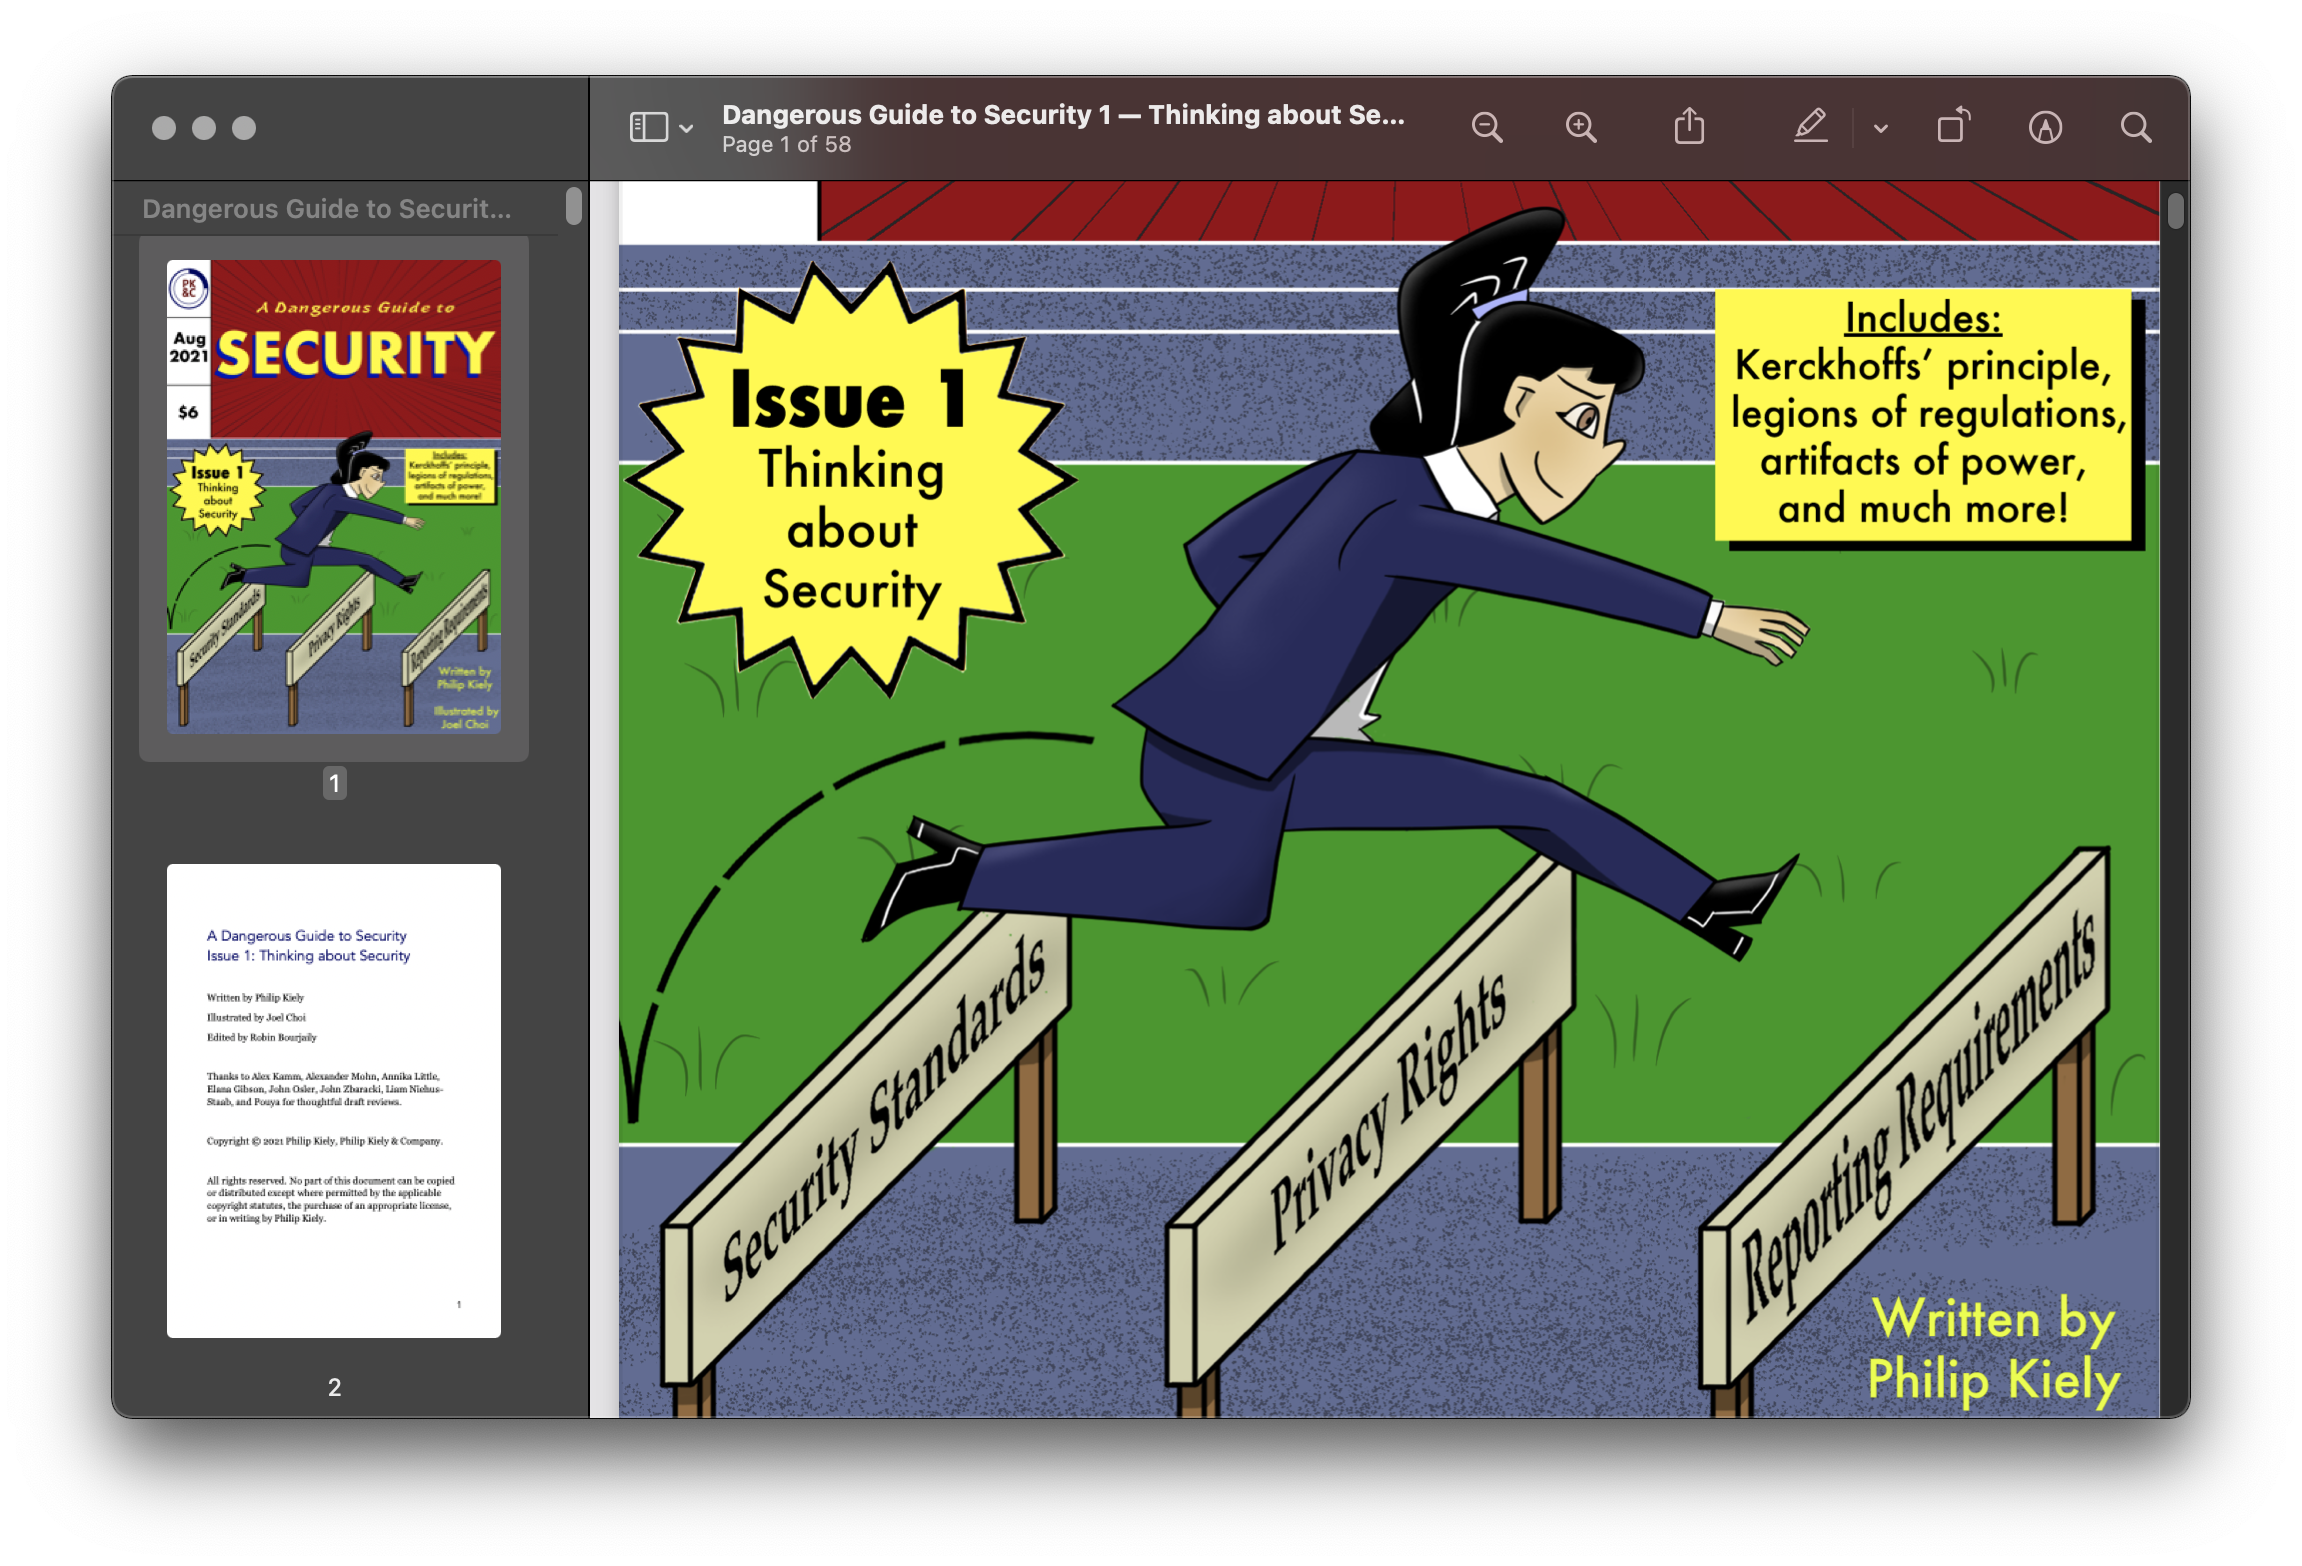 Dangerous Guide to Security 1 — Thinking about Se...
Page 1 of 58
Dangerous Guide to Securit...
PK
&C
Aug
2021
$6
A Dangerous Guide to
SECURITY
Issue 1
Thinking
about
Security
Includes:
Kerckhoffs’ principle,
legions of regulations,
artifacts of power,
and much more!
Security Standards
Privacy Rights
Reporting Requirements
Written by
Philip Kiely
Illustrated by
Joel Choi
1
A Dangerous Guide to Security
Issue 1: Thinking about Security
Written by Philip Kiely
Illustrated by Joel Choi
Edited by Robin Bourjaily
Thanks to Alex Kamm, Alexander Mohn, Annika Little,
Elana Gibson, John Osler, John Zbaracki, Liam Niehus-
Staab, and Pouya for thoughtful draft reviews.
Copyright © 2021 Philip Kiely, Philip Kiely & Company.
All rights reserved. No part of this document can be copied
or distributed except where permitted by the applicable
copyright statutes, the purchase of an appropriate license,
or in writing by Philip Kiely.
1
2
Issue 1
Thinking
about
Security
Includes:
Kerckhoffs’ principle,
legions of regulations,
artifacts of power,
and much more!
Security Standards
Privacy Rights
Reporting Requirements
Written by
Philip Kiely